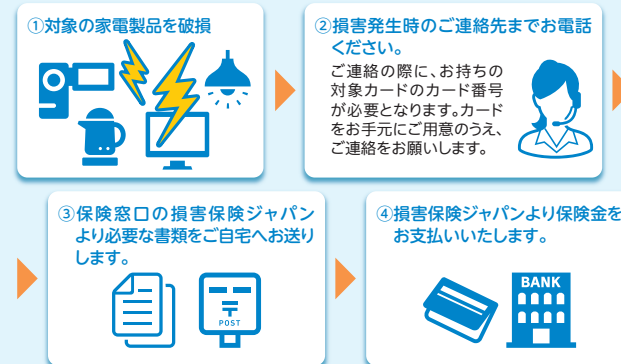 ①対象の家電製品を破損
②損害発生時のご連絡先までお電話
ください。
ご連絡の際に、お持ちの
対象カードのカード番号
が必要となります。カード
をお手元にご用意のうえ、
ご連絡をお願いします。
③保険窓口の損害保険ジャパン
より必要な書類をご自宅へお送り
します。
〒
POST
④損害保険ジャパンより保険金を
お支払いいたします。
BANK